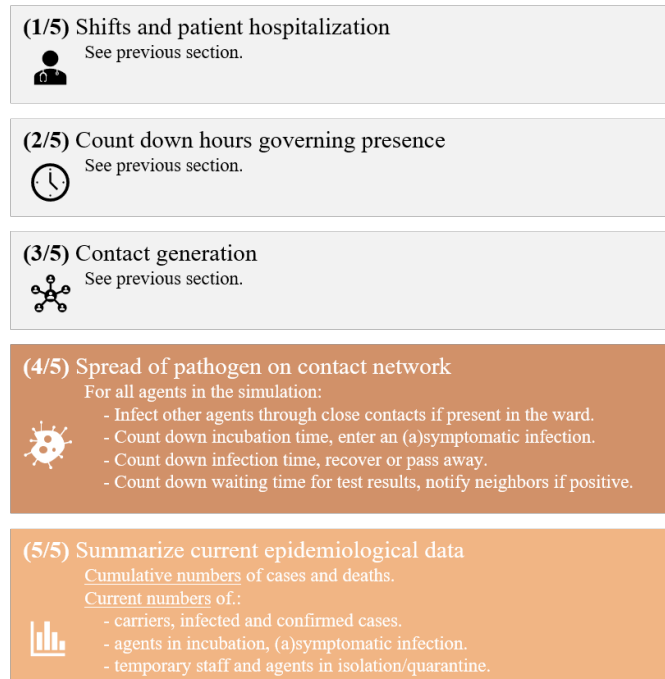 (1/5) Shifts and patient hospitalization
See previous section.
(2/5) Count down hours governing presence
See previous section.
(3/5) Contact generation
See previous section.
(4/5) Spread of pathogen on contact network
For all agents in the simulation:
- Infect other agents through close contacts if present in the ward.
- Count down incubation time, enter an (a)symptomatic infection.
- Count down infection time, recover or pass away.
- Count down waiting time for test results, notify neighbors if positive.
(5/5) Summarize current epidemiological data
Cumulative numbers of cases and deaths.
Current numbers of.:
- carriers, infected and confirmed cases.
- agents in incubation, (a)symptomatic infection.
- temporary staff and agents in isolation/quarantine.